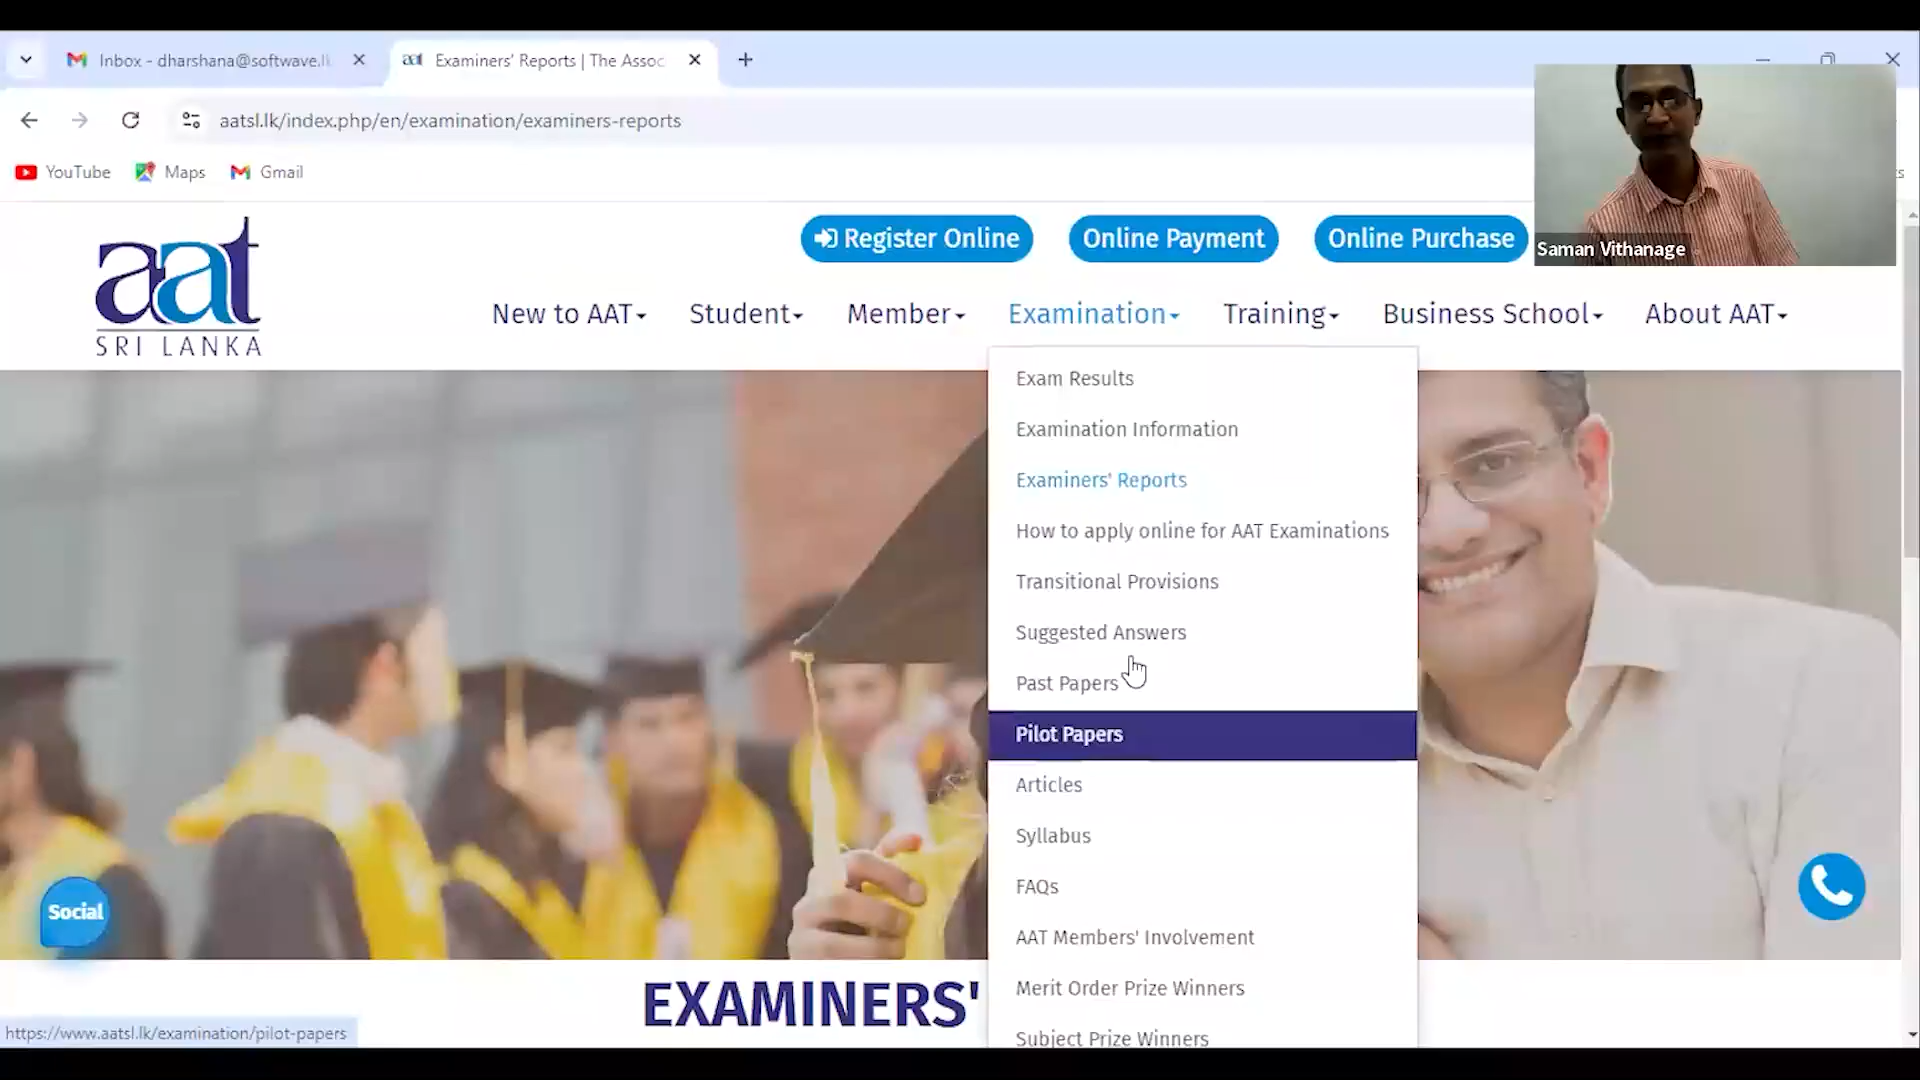 Inbox - dharshana@softwave.l
Examiners' Reports | The Assoc
aatsl.lk/index.php/en/examination/examiners-reports
YouTube
Maps
Gmail
aat
SRI LANKA
Register Online
Online Payment
Online Purchase
Saman Vithanage
New to AAT
Student
Member
Examination
Training
Business School
About AAT
Exam Results
Examination Information
Examiners' Reports
How to apply online for AAT Examinations
Transitional Provisions
Suggested Answers
Past Papers
Pilot Papers
Articles
Syllabus
FAQs
AAT Members' Involvement
Merit Order Prize Winners
Subject Prize Winners
Social
EXAMINERS'
https://www.aatsl.lk/examination/pilot-papers